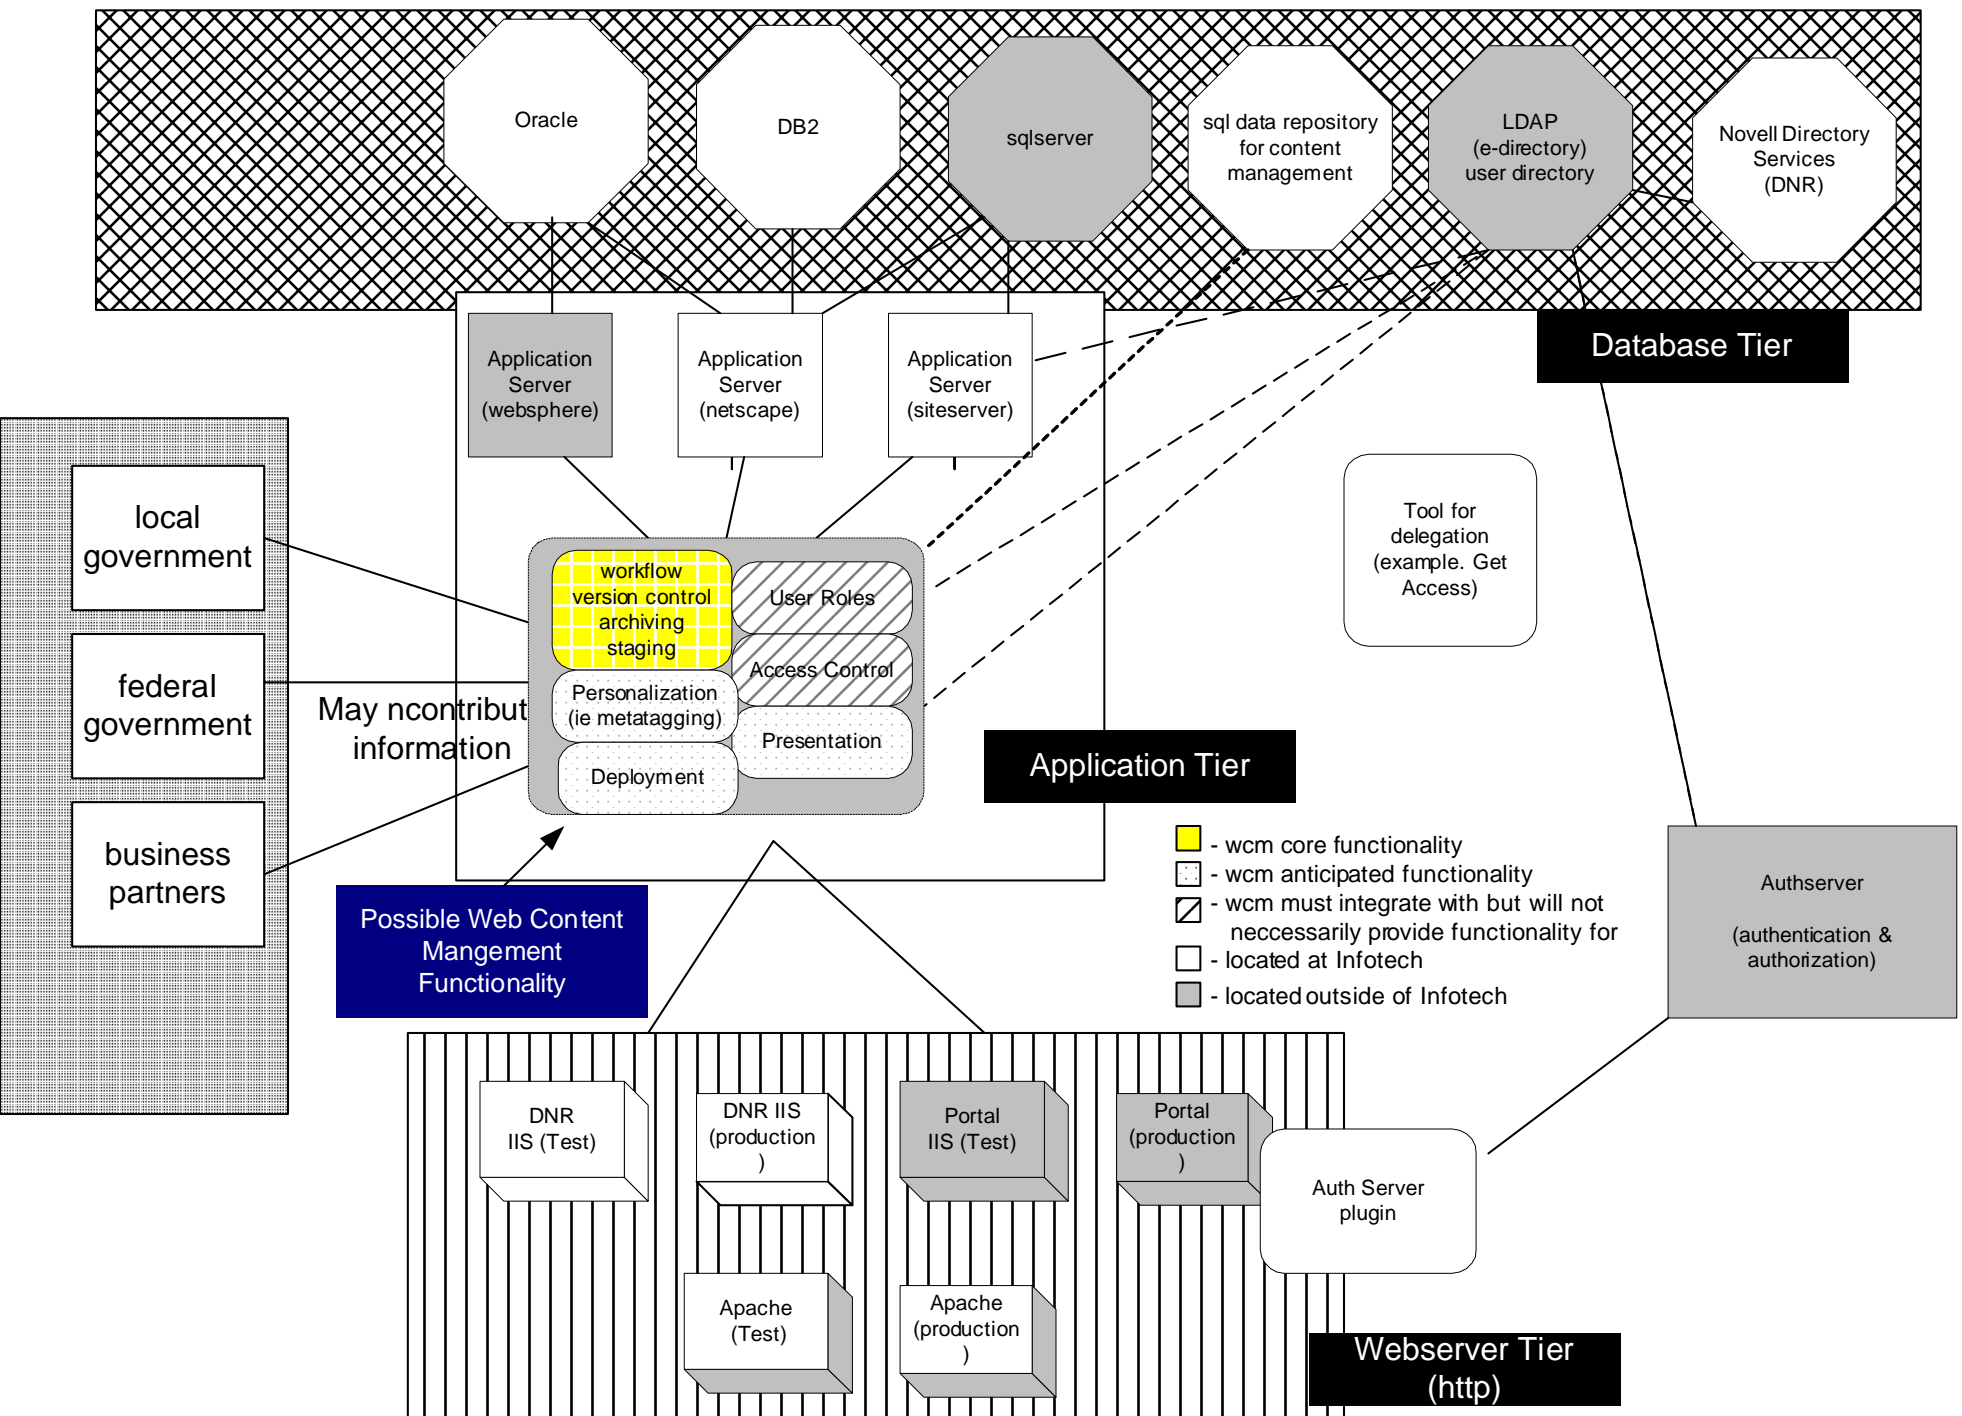 Oracle
DB2
sqlserver
sql data repository
for content
management
LDAP
(e-directory)
user directory
Novell Directory
Services
(DNR)
Database Tier
Application
Server
(websphere)
Application
Server
(netscape)
Application
Server
(siteserver)
local
government
federal
government
business
partners
May ncontribut
information
workflow
version control
archiving
staging
User Roles
Access Control
Personalization
(ie metatagging)
Presentation
Deployment
Tool for
delegation
(example. Get
Access)
Application Tier
- wcm core functionality
- wcm anticipated functionality
- wcm must integrate with but will not
neccessarily provide functionality for
- located at Infotech
- located outside of Infotech
Possible Web Content
Mangement
Functionality
Authserver
(authentication &
authorization)
DNR
IIS (Test)
DNR IIS
(production
)
Portal
IIS (Test)
Portal
(production
)
Auth Server
plugin
Apache
(Test)
Apache
(production
)
Webserver Tier
(http)